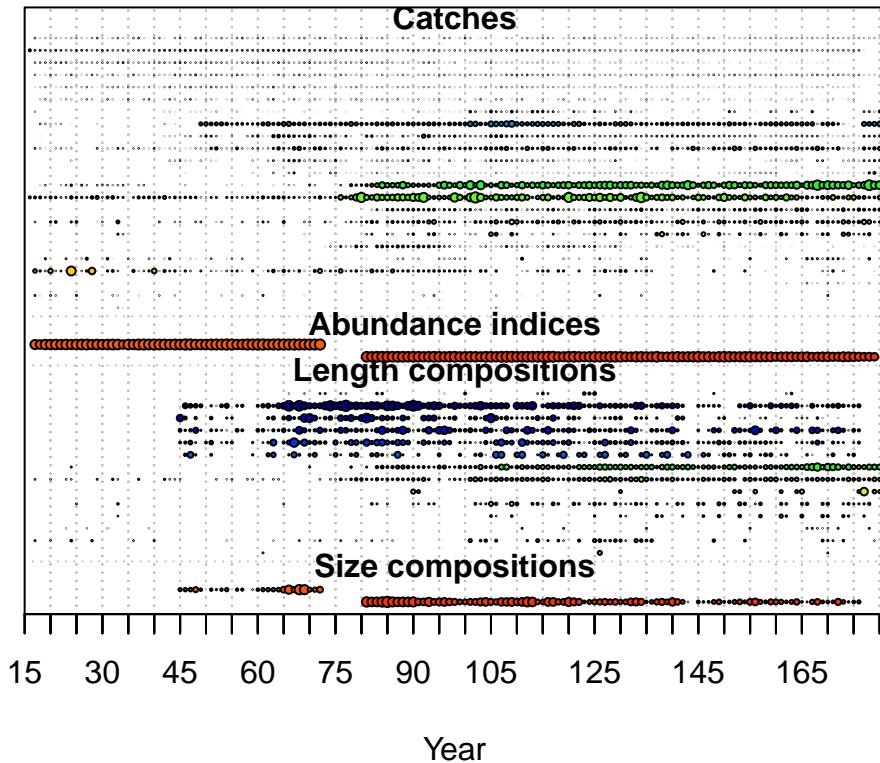 Catches
Abundance indices
Length compositions
Size compositions
15 30 45 60 75 90 105 125 145 165
Year